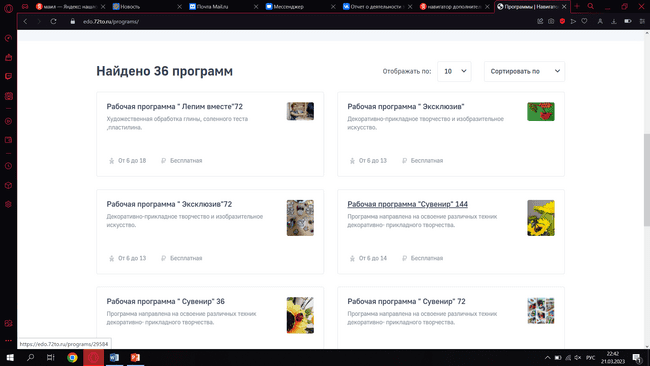 маил — Яндекс: нашло
Новость
Почта Mail.ru
Мессенджер
Отчет о деятельности
навигатор дополнител
Программы | Навига
edo.72to.ru/programs/
Найдено 36 программ
Отображать по:
10
Сортировать по
Рабочая программа " Лепим вместе"72
Художественная обработка глины, соленного теста
,пластилина.
От 6 до 18
Бесплатная
Рабочая программа " Эксклюзив"
Декоративно-прикладное творчество и изобразительное
искусство.
От 6 до 13
Бесплатная
Рабочая программа " Эксклюзив"72
Декоративно-прикладное творчество и изобразительное
искусство.
От 6 до 13
Бесплатная
Рабочая программа "Сувенир" 144
Программа направлена на освоение различных техник
декоративно- прикладного творчества.
От 6 до 14
Бесплатная
Рабочая программа " Сувенир" 36
Программа направлена на освоение различных техник
декоративно- прикладного творчества.
Рабочая программа " Сувенир" 72
Программа направлена на освоение различных техник
декоративно- прикладного творчества.
https://edo.72to.ru/programs/29584
РУС
22:42
21.03.2023